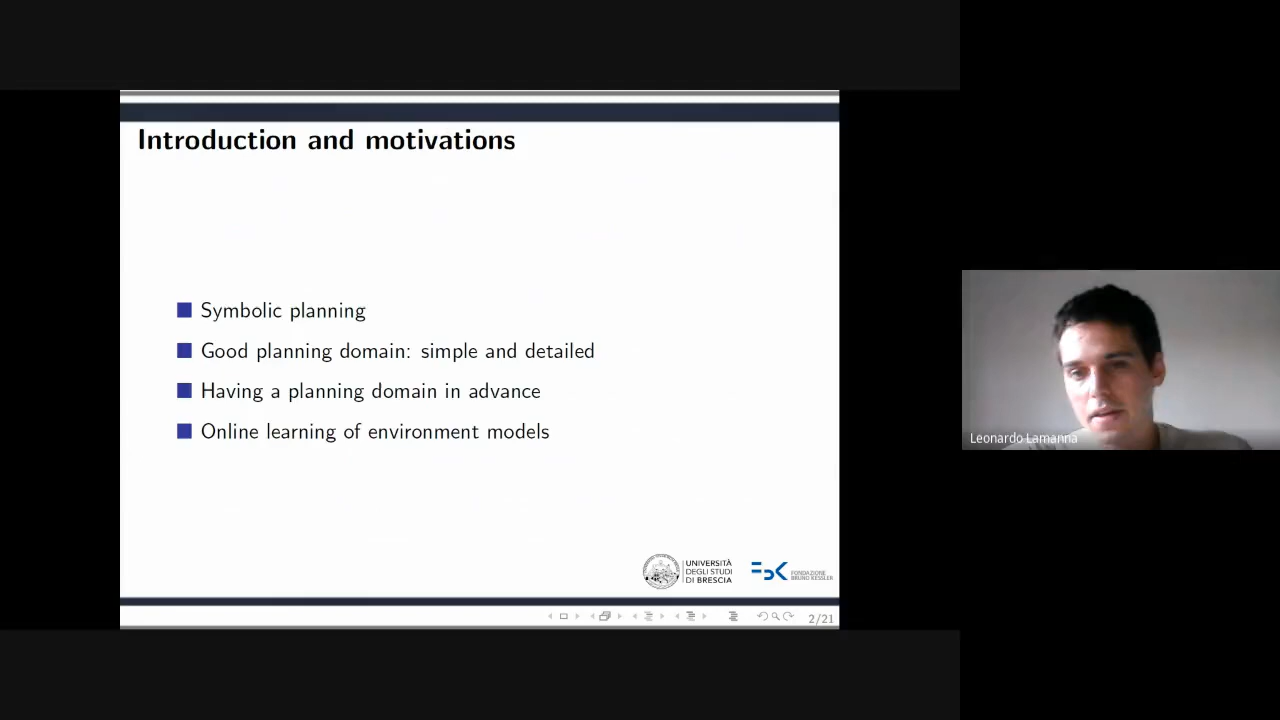 Introduction and motivations
Symbolic planning
Good planning domain: simple and detailed
Having a planning domain in advance
Online learning of environment models
UNIVERSITÀ
DEGLI STUDI
DI BRESCIA
FBK
FONDAZIONE
BRUNO KESSLER
2/21
Leonardo Lamanna